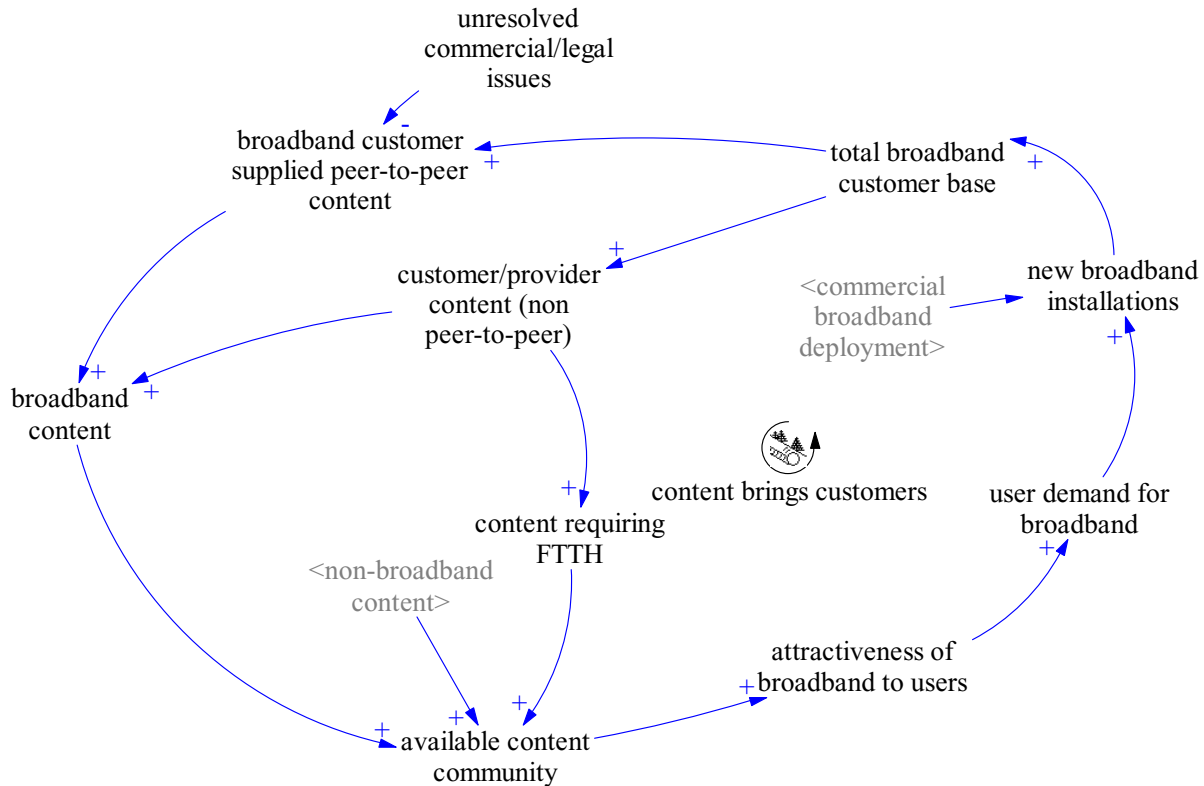 unresolved
commercial/legal
issues
-
broadband customer
supplied peer-to-peer
content
+
total broadband
customer base
+
+
customer/provider
content (non
peer-to-peer)
new broadband
installations
<commercial
broadband
deployment>
+
+
+
broadband
content
content brings customers
+
content requiring
FTTH
user demand for
broadband
+
<non-broadband
content>
attractiveness of
broadband to users
+
+
+
+
available content
community